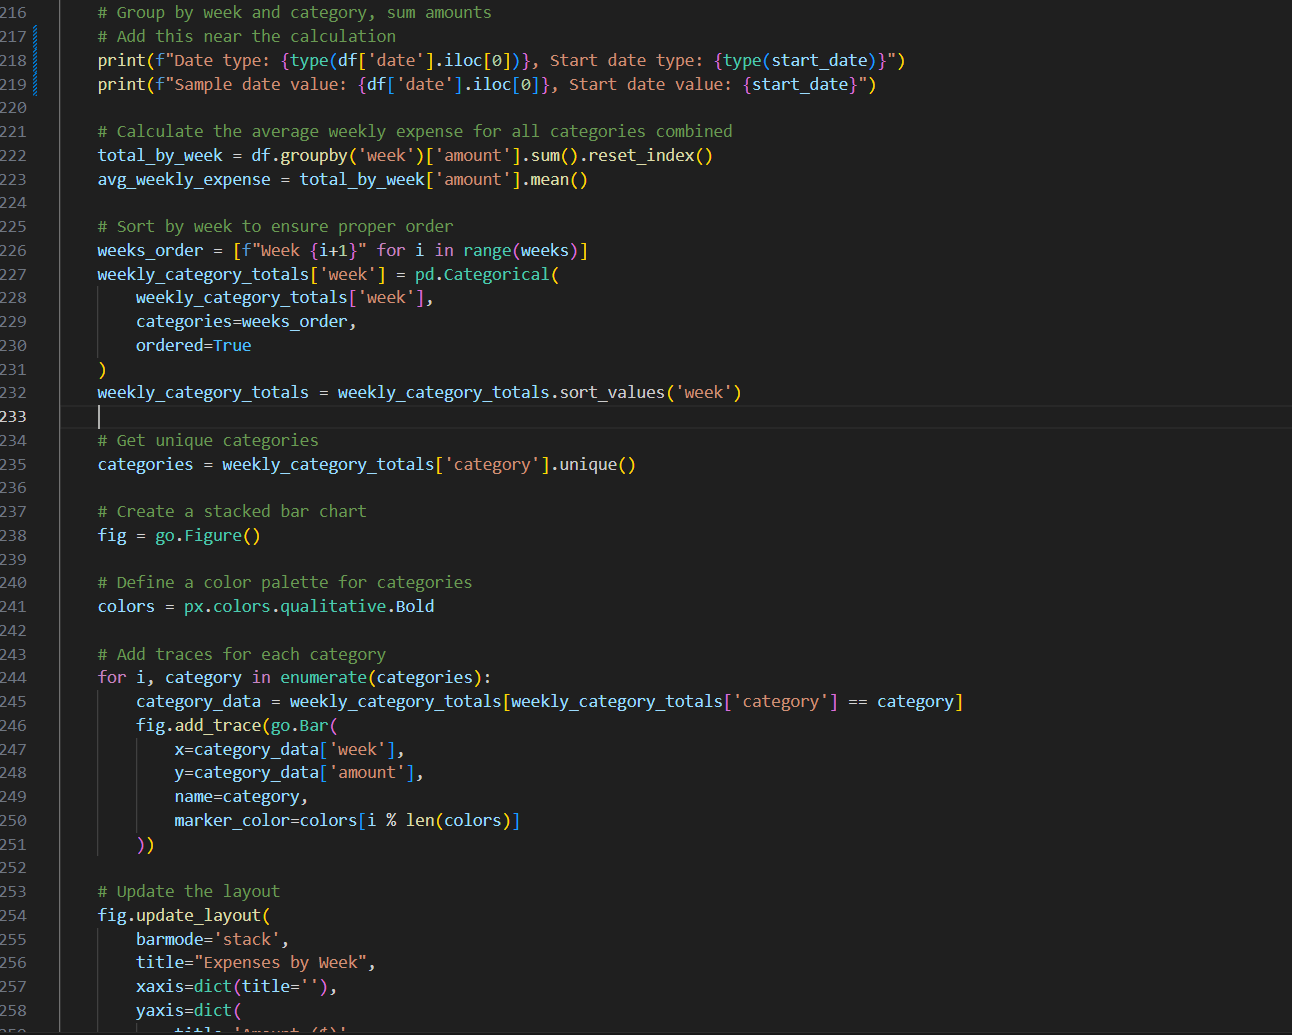 216 # Group by week and category, sum amounts
217 # Add this near the calculation
218 print(f"Date type: {type(df['date'].iloc[0])}, Start date type: {type(start_date)}")
219 print(f"Sample date value: {df['date'].iloc[0]}, Start date value: {start_date}")
220
221 # Calculate the average weekly expense for all categories combined
222 total_by_week = df.groupby('week')['amount'].sum().reset_index()
223 avg_weekly_expense = total_by_week['amount'].mean()
224
225 # Sort by week to ensure proper order
226 weeks_order = [f"Week {i+1}" for i in range(weeks)]
227 weekly_category_totals['week'] = pd.Categorical(
228     weekly_category_totals['week'],
229     categories=weeks_order,
230     ordered=True
231 )
232 weekly_category_totals = weekly_category_totals.sort_values('week')
233
234 # Get unique categories
235 categories = weekly_category_totals['category'].unique()
236
237 # Create a stacked bar chart
238 fig = go.Figure()
239
240 # Define a color palette for categories
241 colors = px.colors.qualitative.Bold
242
243 # Add traces for each category
244 for i, category in enumerate(categories):
245     category_data = weekly_category_totals[weekly_category_totals['category'] == category]
246     fig.add_trace(go.Bar(
247         x=category_data['week'],
248         y=category_data['amount'],
249         name=category,
250         marker_color=colors[i % len(colors)]
251     ))
252
253 # Update the layout
254 fig.update_layout(
255     barmode='stack',
256     title="Expenses by Week",
257     xaxis=dict(title=''),
258     yaxis=dict(